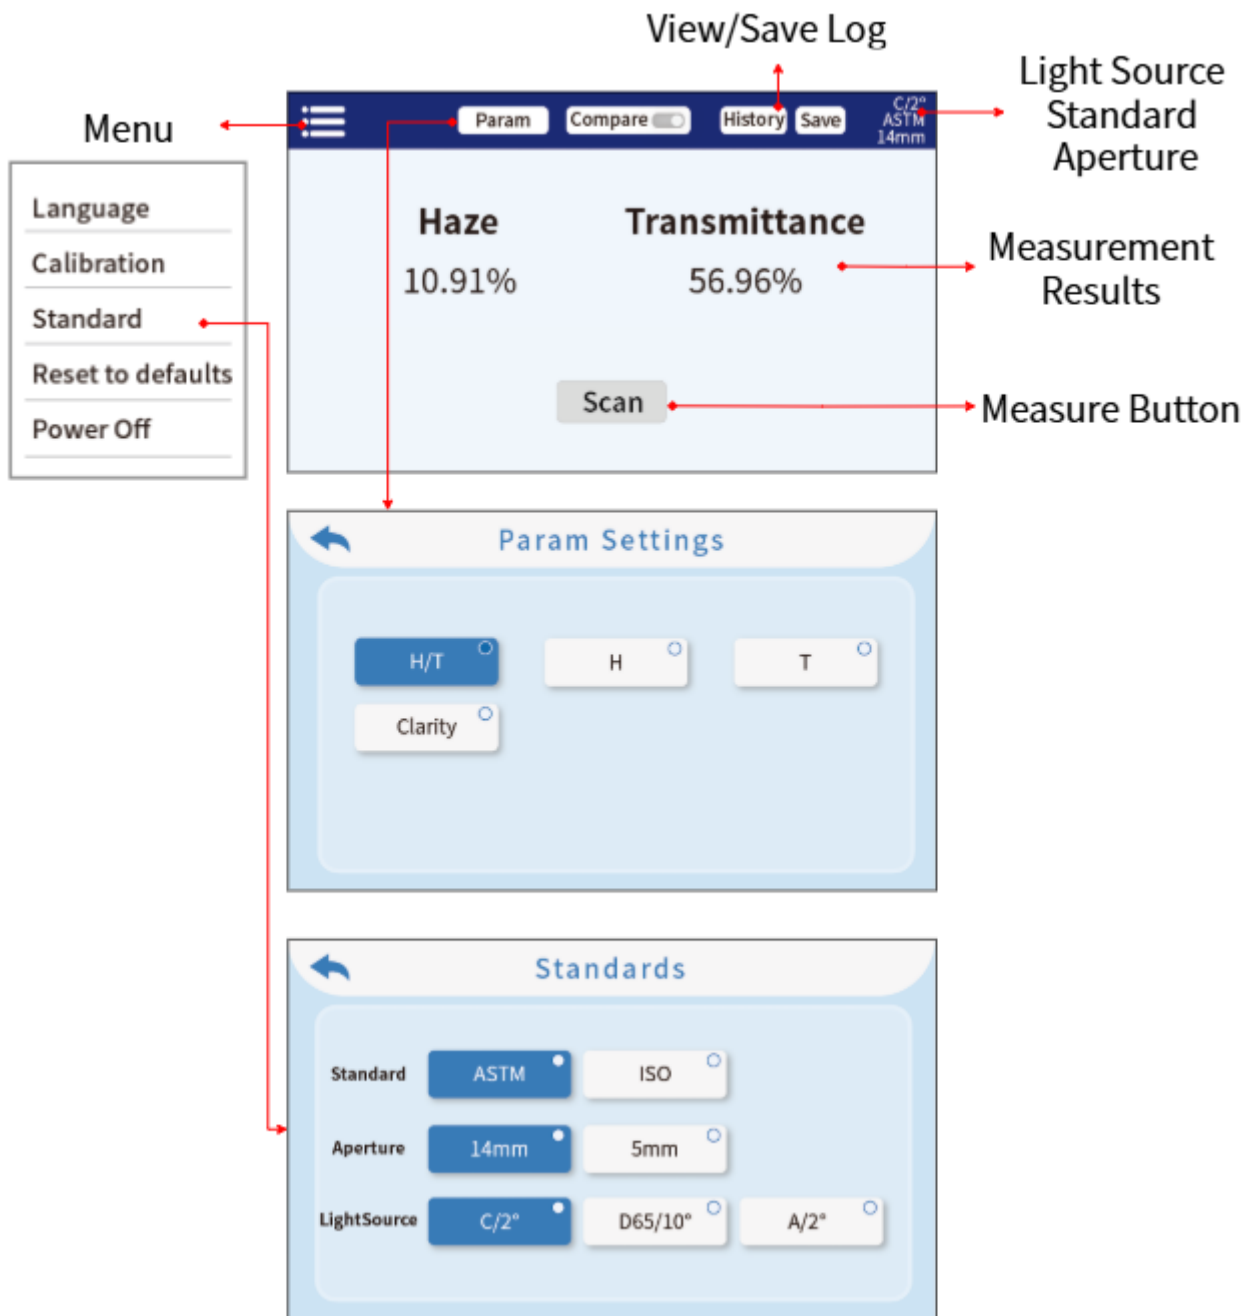 View/Save Log
Light Source
Standard
Aperture
Menu
Param
Compare
History
Save
C/2°
ASTM
14mm
Language
Calibration
Standard
Reset to defaults
Power Off
Haze
Transmittance
10.91%
56.96%
Measurement
Results
Scan
Measure Button
Param Settings
H/T
H
T
Clarity
Standards
Standard
ASTM
ISO
Aperture
14mm
5mm
LightSource
C/2°
D65/10°
A/2°